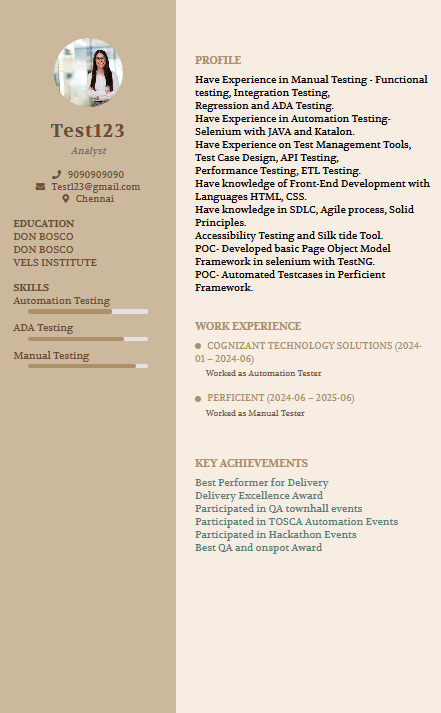 Test123
Analyst
9090909090
Test123@gmail.com
Chennai
EDUCATION
DON BOSCO
DON BOSCO
VELS INSTITUTE
SKILLS
Automation Testing
ADA Testing
Manual Testing
PROFILE
Have Experience in Manual Testing - Functional
testing, Integration Testing,
Regression and ADA Testing.
Have Experience in Automation Testing-
Selenium with JAVA and Katalon.
Have Experience on Test Management Tools,
Test Case Design, API Testing,
Performance Testing, ETL Testing.
Have knowledge of Front-End Development with
Languages HTML, CSS.
Have knowledge in SDLC, Agile process, Solid
Principles.
Accessibility Testing and Silk tide Tool.
POC- Developed basic Page Object Model
Framework in selenium with TestNG.
POC- Automated Testcases in Perficient
Framework.
WORK EXPERIENCE
COGNIZANT TECHNOLOGY SOLUTIONS (2024-
01 – 2024-06)
Worked as Automation Tester
PERFICIENT (2024-06 – 2025-06)
Worked as Manual Tester
KEY ACHIEVEMENTS
Best Performer for Delivery
Delivery Excellence Award
Participated in QA townhall events
Participated in TOSCA Automation Events
Participated in Hackathon Events
Best QA and onspot Award